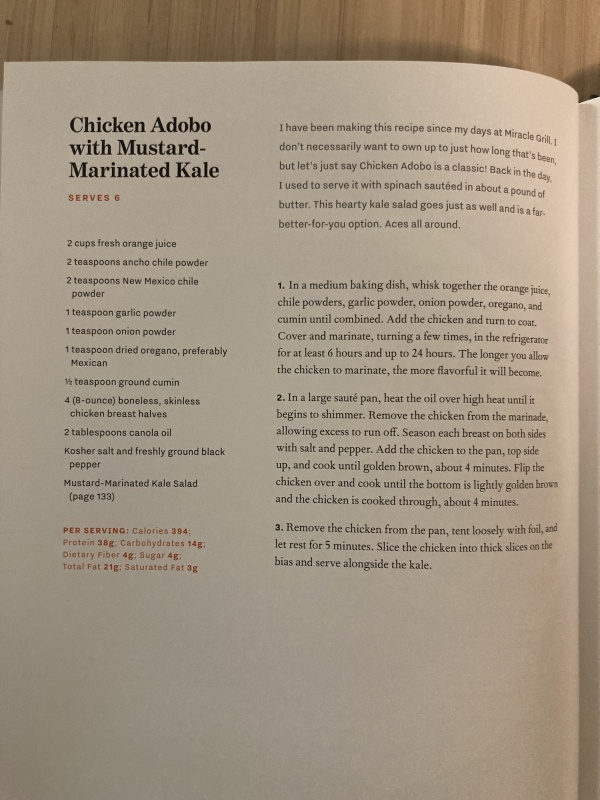 Chicken Adobo
with Mustard-
Marinated Kale
SERVES 6
2 cups fresh orange juice
2 teaspoons ancho chile powder
2 teaspoons New Mexico chile
powder
1 teaspoon garlic powder
1 teaspoon onion powder
1 teaspoon dried oregano, preferably
Mexican
½ teaspoon ground cumin
4 (8-ounce) boneless, skinless
chicken breast halves
2 tablespoons canola oil
Kosher salt and freshly ground black
pepper
Mustard-Marinated Kale Salad
(page 133)
PER SERVING: Calories 394;
Protein 38g; Carbohydrates 14g;
Dietary Fiber 4g; Sugar 4g;
Total Fat 21g; Saturated Fat 3g
I have been making this recipe since my days at Miracle Grill. I
don't necessarily want to own up to just how long that's been,
but let's just say Chicken Adobo is a classic! Back in the day,
I used to serve it with spinach sautéed in about a pound of
butter. This hearty kale salad goes just as well and is a far-
better-for-you option. Aces all around.
1. In a medium baking dish, whisk together the orange juice,
chile powders, garlic powder, onion powder, oregano, and
cumin until combined. Add the chicken and turn to coat.
Cover and marinate, turning a few times, in the refrigerator
for at least 6 hours and up to 24 hours. The longer you allow
the chicken to marinate, the more flavorful it will become.
2. In a large sauté pan, heat the oil over high heat until it
begins to shimmer. Remove the chicken from the marinade,
allowing excess to run off. Season each breast on both sides
with salt and pepper. Add the chicken to the pan, top side
up, and cook until golden brown, about 4 minutes. Flip the
chicken over and cook until the bottom is lightly golden brown
and the chicken is cooked through, about 4 minutes.
3. Remove the chicken from the pan, tent loosely with foil, and
let rest for 5 minutes. Slice the chicken into thick slices on the
bias and serve alongside the kale.